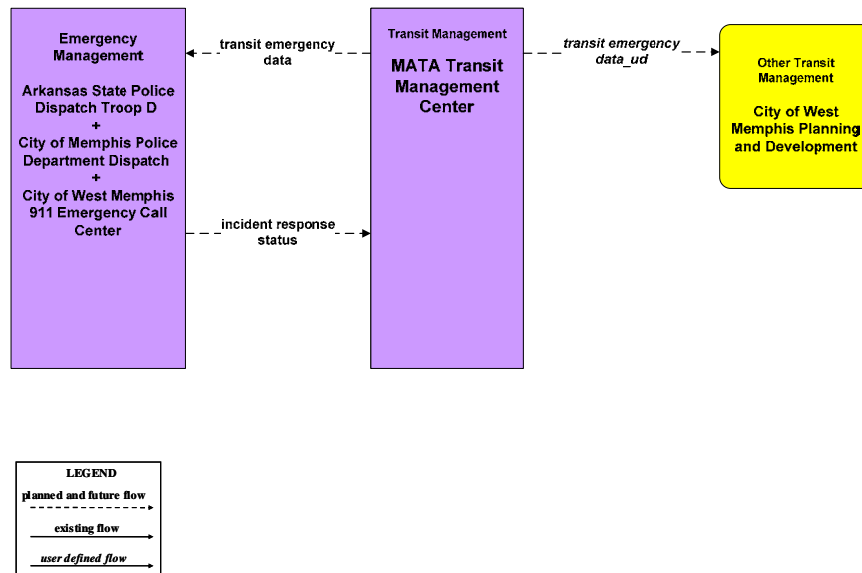 Emergency
Management
Arkansas State Police
Dispatch Troop D
+
City of Memphis Police
Department Dispatch
+
City of West Memphis
911 Emergency Call
Center
transit emergency
data
incident response
status
Transit Management
MATA Transit
Management
Center
transit emergency
data_ud
Other Transit
Management
City of West
Memphis Planning
and Development
LEGEND
planned and future flow
existing flow
user defined flow